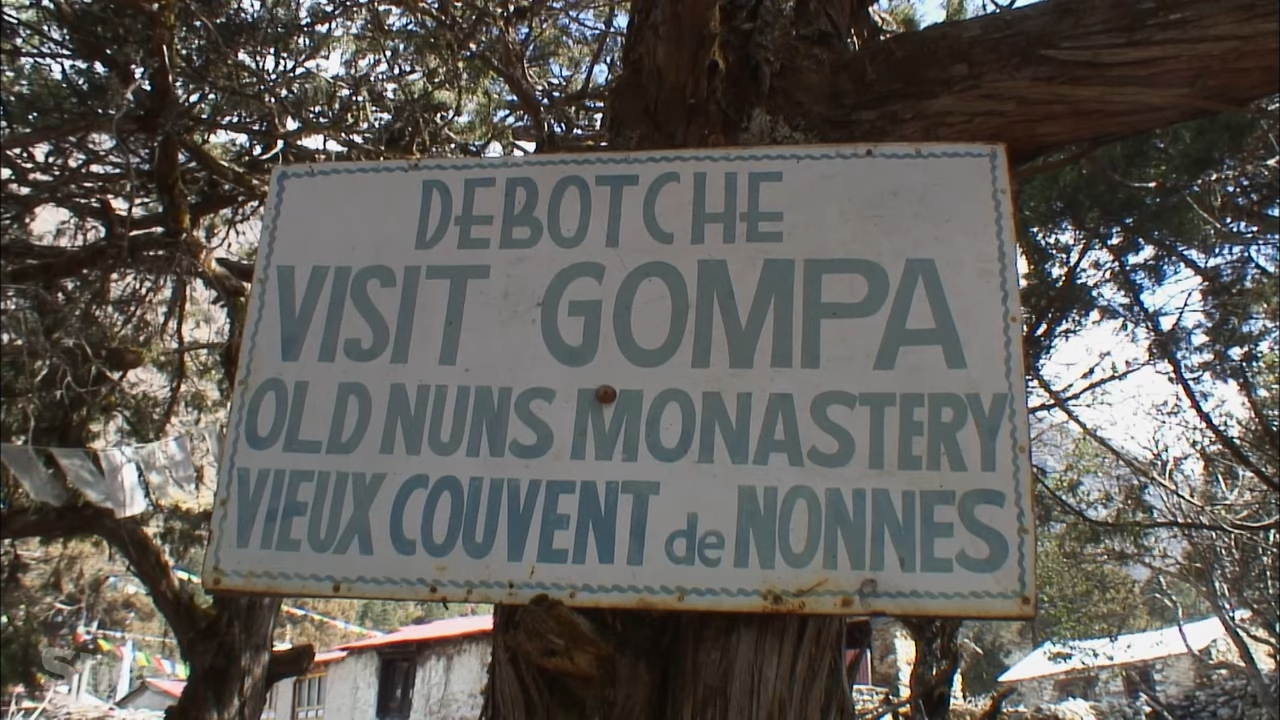 DEBOTCHE
VISIT GOMPA
OLD NUNS MONASTERY
VIEUX COUVENT de NONNES